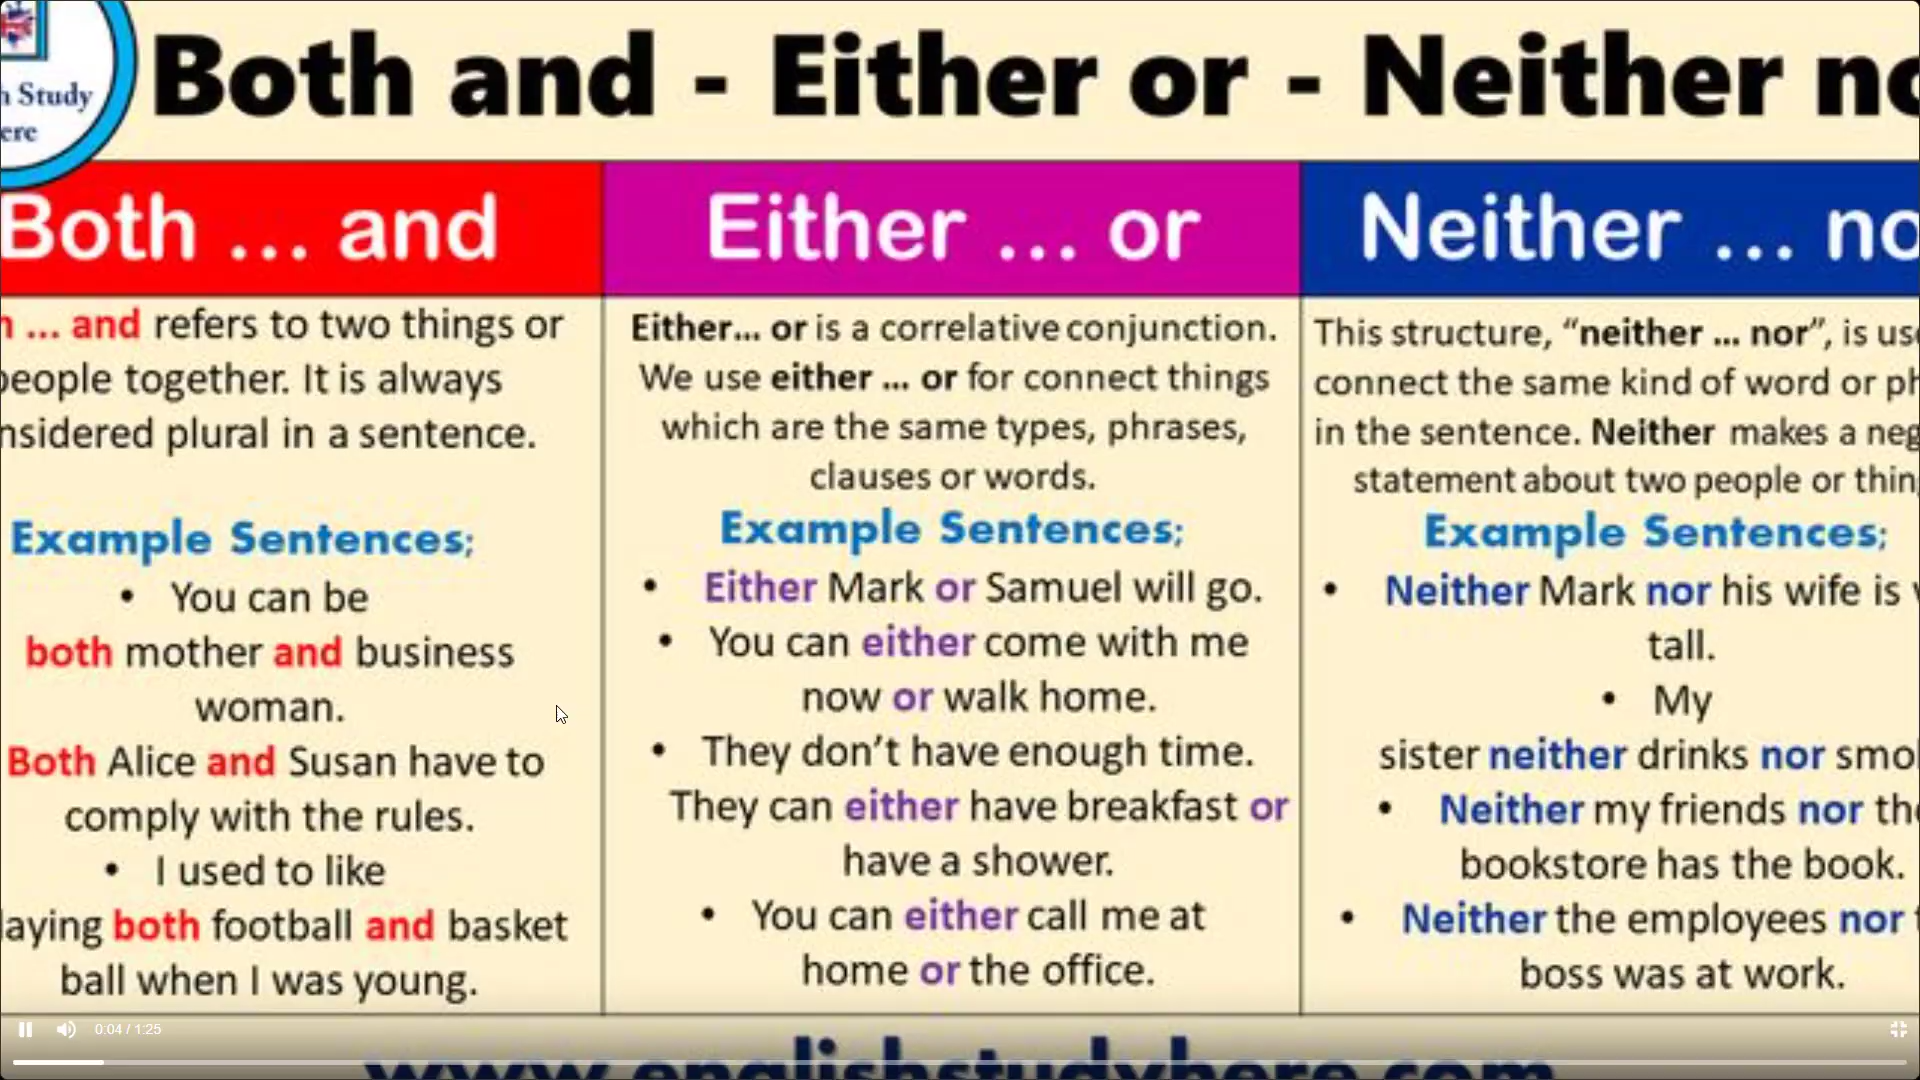 h Study
ere
Both and - Either or - Neither no
Both ... and
... and refers to two things or
people together. It is always
nsidered plural in a sentence.
Example Sentences;
• You can be
both mother and business
woman.
Both Alice and Susan have to
comply with the rules.
• I used to like
laying both football and basket
ball when I was young.
Either ... or
Either... or is a correlative conjunction.
We use either ... or for connect things
which are the same types, phrases,
clauses or words.
Example Sentences;
• Either Mark or Samuel will go.
• You can either come with me
now or walk home.
• They don’t have enough time.
They can either have breakfast or
have a shower.
• You can either call me at
home or the office.
Neither ... no
This structure, “neither ... nor”, is us
connect the same kind of word or ph
in the sentence. Neither makes a neg
statement about two people or thin
Example Sentences;
• Neither Mark nor his wife is
tall.
• My
sister neither drinks nor smo
• Neither my friends nor th
bookstore has the book.
• Neither the employees nor
boss was at work.
0:04 / 1:25
www.englishstudyhere.com